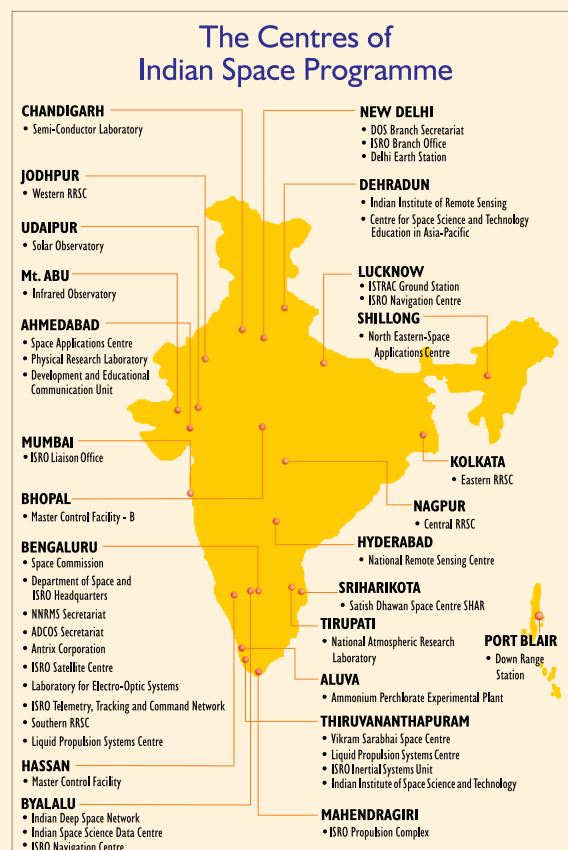 The Centres of
Indian Space Programme
CHANDIGARH
• Semi-Conductor Laboratory
JODHPUR
• Western RRSC
UDAIPUR
• Solar Observatory
Mt. ABU
• Infrared Observatory
AHMEDABAD
• Space Applications Centre
• Physical Research Laboratory
• Development and Educational
Communication Unit
MUMBAI
• ISRO Liaison Office
BHOPAL
• Master Control Facility - B
BENGALURU
• Space Commission
• Department of Space and
ISRO Headquarters
• NNRMS Secretariat
• ADCOS Secretariat
• Antrix Corporation
• ISRO Satellite Centre
• Laboratory for Electro-Optic Systems
• ISRO Telemetry, Tracking and Command Network
• Southern RRSC
• Liquid Propulsion Systems Centre
HASSAN
• Master Control Facility
BYALALU
• Indian Deep Space Network
• Indian Space Science Data Centre
• ISRO Navigation Centre
NEW DELHI
• DOS Branch Secretariat
• ISRO Branch Office
• Delhi Earth Station
DEHRADUN
• Indian Institute of Remote Sensing
• Centre for Space Science and Technology
Education in Asia-Pacific
LUCKNOW
• ISTRAC Ground Station
• ISRO Navigation Centre
SHILLONG
• North Eastern-Space
Applications Centre
KOLKATA
• Eastern RRSC
NAGPUR
• Central RRSC
HYDERABAD
• National Remote Sensing Centre
SRIHARIKOTA
• Satish Dhawan Space Centre SHAR
TIRUPATI
• National Atmospheric Research
Laboratory
PORT BLAIR
• Down Range
Station
ALUVA
• Ammonium Perchlorate Experimental Plant
THIRUVANANTHAPURAM
• Vikram Sarabhai Space Centre
• Liquid Propulsion Systems Centre
• ISRO Inertial Systems Unit
• Indian Institute of Space Science and Technology
MAHENDRAGIRI
• ISRO Propulsion Complex